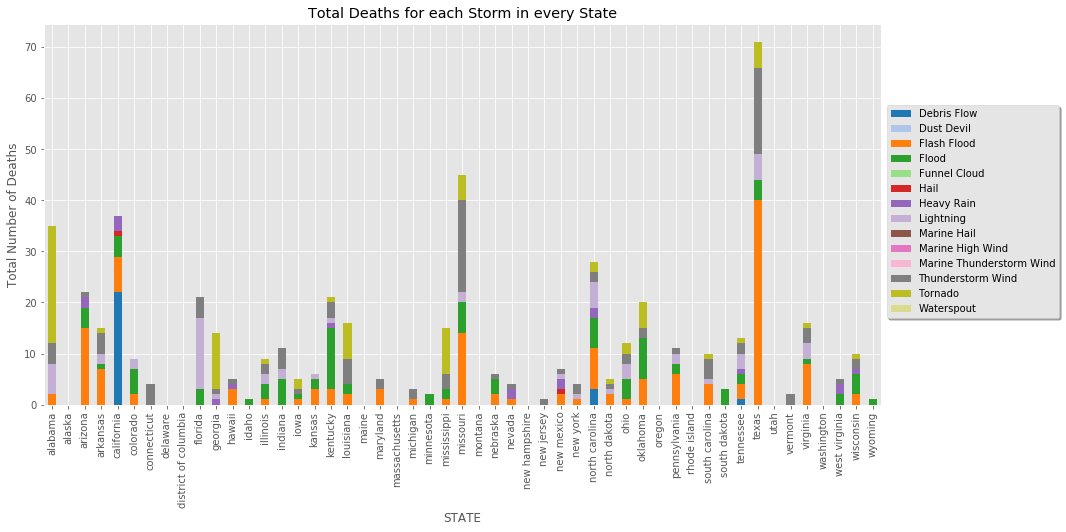 Total Deaths for each Storm in every State
Total Number of Deaths
70
60
50
40
30
20
10
0
alabama
alaska
arizona
arkansas
california
colorado
connecticut
delaware
district of columbia
florida
georgia
hawaii
idaho
illinois
indiana
iowa
kansas
kentucky
louisiana
maine
maryland
massachusetts
michigan
minnesota
mississippi
missouri
montana
nebraska
nevada
new hampshire
new jersey
new mexico
new york
north carolina
north dakota
ohio
oklahoma
oregon
pennsylvania
rhode island
south carolina
south dakota
tennessee
texas
utah
vermont
virginia
washington
west virginia
wisconsin
wyoming
STATE
Debris Flow
Dust Devil
Flash Flood
Flood
Funnel Cloud
Hail
Heavy Rain
Lightning
Marine Hail
Marine High Wind
Marine Thunderstorm Wind
Thunderstorm Wind
Tornado
Waterspout